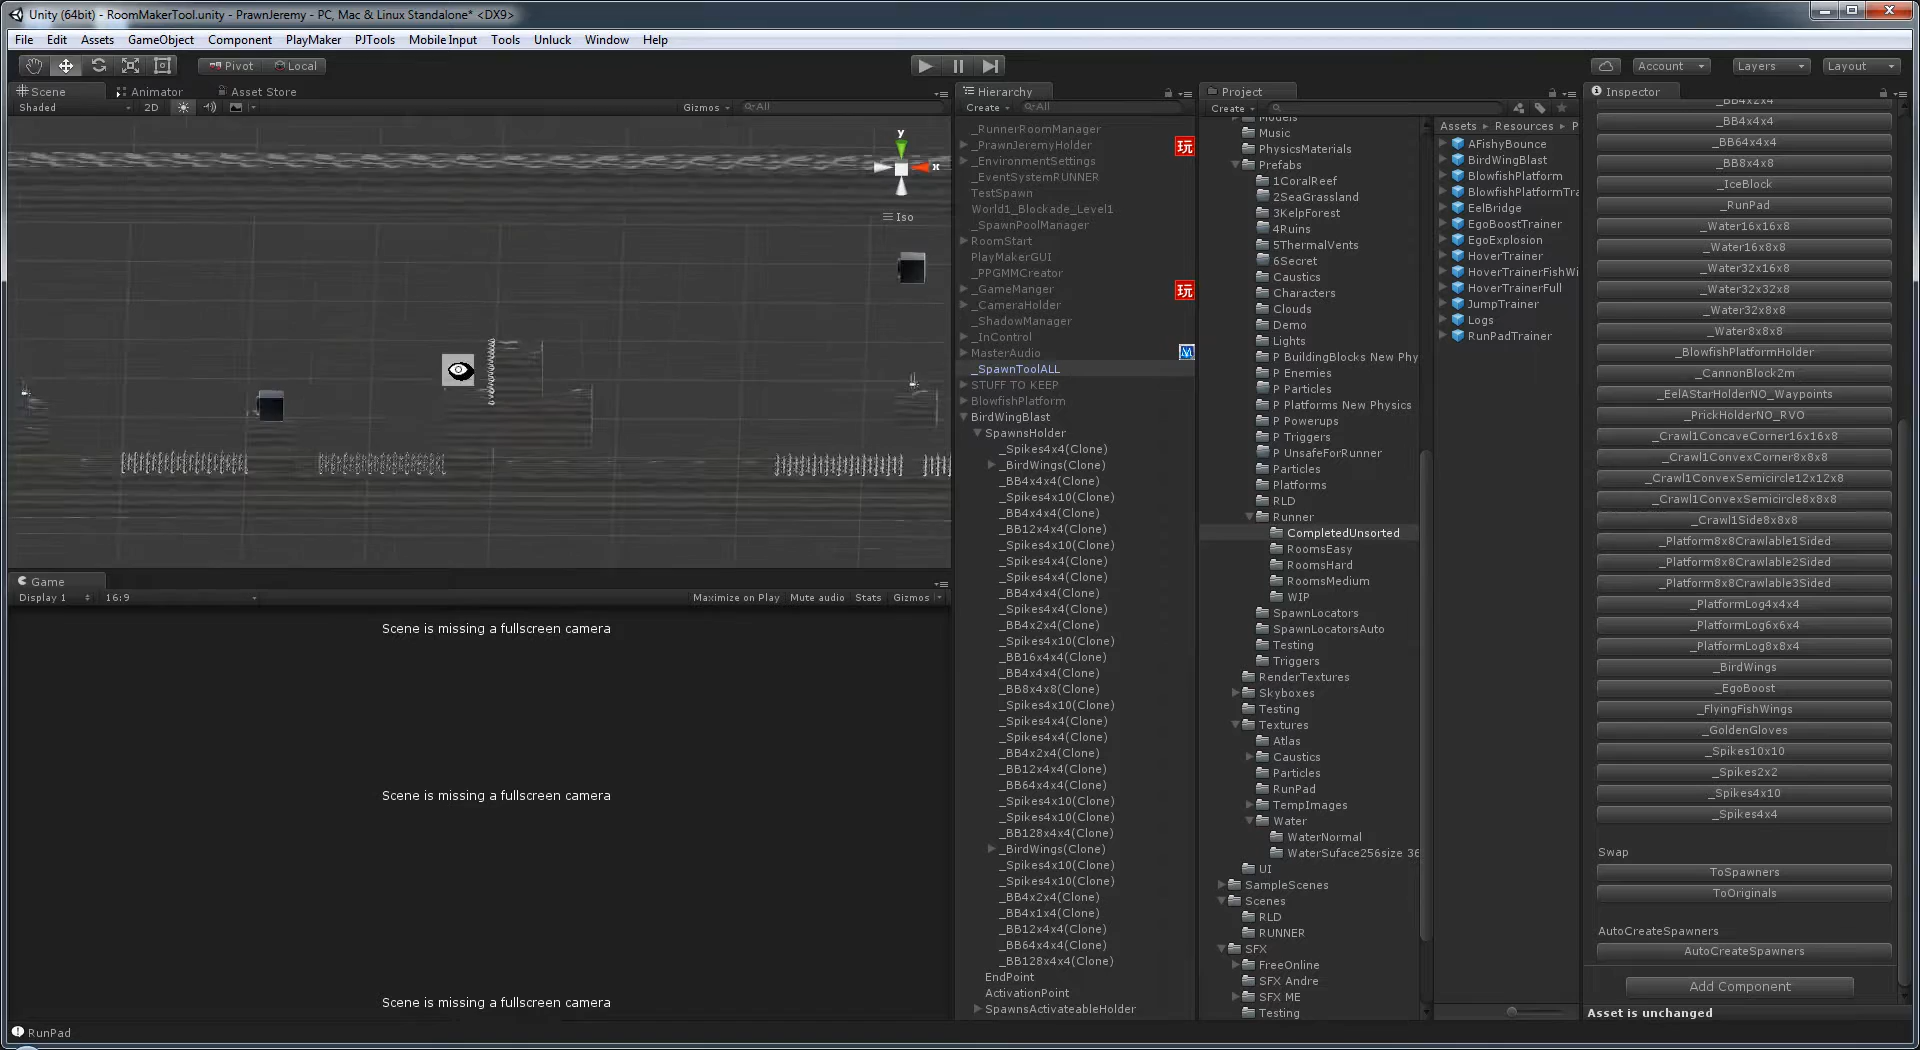 Unity (64bit) - RoomMakerTool.unity - PrawnJeremy - PC, Mac & Linux Standalone* <DX9>
File Edit Assets GameObject Component PlayMaker PJTools Mobile Input Tools Unluck Window Help
Pivot Local Account Layers Layout
Scene Animator Asset Store
Shaded 2D Gizmos All
y
x
Iso
Game
Display 1 16:9 Maximize on Play Mute audio Stats Gizmos
Scene is missing a fullscreen camera
Scene is missing a fullscreen camera
Scene is missing a fullscreen camera
RunPad
Hierarchy
Create All
_RunnerRoomManager
_PrawnJeremyHolder 玩
_EnvironmentSettings
_EventSystemRUNNER
TestSpawn
World1_Blockade_Level1
_SpawnPoolManager
RoomStart
PlayMakerGUI
_PPGMMCreator
_GameManger 玩
_CameraHolder
_ShadowManager
_InControl
MasterAudio
_SpawnToolALL
STUFF TO KEEP
BlowfishPlatform
BirdWingBlast
SpawnsHolder
_Spikes4x4(Clone)
_BirdWings(Clone)
_BB4x4x4(Clone)
_Spikes4x10(Clone)
_BB4x4x4(Clone)
_BB12x4x4(Clone)
_Spikes4x10(Clone)
_Spikes4x4(Clone)
_Spikes4x4(Clone)
_BB4x4x4(Clone)
_Spikes4x4(Clone)
_BB4x2x4(Clone)
_Spikes4x10(Clone)
_BB16x4x4(Clone)
_BB4x4x4(Clone)
_BB8x4x8(Clone)
_Spikes4x10(Clone)
_Spikes4x4(Clone)
_Spikes4x4(Clone)
_BB4x2x4(Clone)
_BB12x4x4(Clone)
_BB64x4x4(Clone)
_Spikes4x10(Clone)
_Spikes4x10(Clone)
_BB128x4x4(Clone)
_BirdWings(Clone)
_Spikes4x10(Clone)
_Spikes4x10(Clone)
_BB4x2x4(Clone)
_BB4x1x4(Clone)
_BB12x4x4(Clone)
_BB64x4x4(Clone)
_BB128x4x4(Clone)
EndPoint
ActivationPoint
SpawnsActivateableHolder
Project
Create
Models
Music
PhysicsMaterials
Prefabs
1CoralReef
2SeaGrassland
3KelpForest
4Ruins
5ThermalVents
6Secret
Caustics
Characters
Clouds
Demo
Lights
P BuildingBlocks New Phy
P Enemies
P Particles
P Platforms New Physics
P Powerups
P Triggers
P UnsafeForRunner
Particles
Platforms
RLD
Runner
CompletedUnsorted
RoomsEasy
RoomsHard
RoomsMedium
WIP
SpawnLocators
SpawnLocatorsAuto
Testing
Triggers
RenderTextures
Skyboxes
Testing
Textures
Atlas
Caustics
Particles
RunPad
TempImages
Water
WaterNormal
WaterSuface256size 36
UI
SampleScenes
Scenes
RLD
RUNNER
SFX
FreeOnline
SFX Andre
SFX ME
Testing
Assets Resources P
AFishyBounce
BirdWingBlast
BlowfishPlatform
BlowfishPlatformTra
EelBridge
EgoBoostTrainer
EgoExplosion
HoverTrainer
HoverTrainerFishWi
HoverTrainerFull
JumpTrainer
Logs
RunPadTrainer
Inspector
_BB4x2x4
_BB4x4x4
_BB64x4x4
_BB8x4x8
_IceBlock
_RunPad
_Water16x16x8
_Water16x8x8
_Water32x16x8
_Water32x32x8
_Water32x8x8
_Water8x8x8
_BlowfishPlatformHolder
_CannonBlock2m
_EelAStarHolderNO_Waypoints
_PrickHolderNO_RVO
_Crawl1ConcaveCorner16x16x8
_Crawl1ConvexCorner8x8x8
_Crawl1ConvexSemicircle12x12x8
_Crawl1ConvexSemicircle8x8x8
_Crawl1Side8x8x8
_Platform8x8Crawlable1Sided
_Platform8x8Crawlable2Sided
_Platform8x8Crawlable3Sided
_PlatformLog4x4x4
_PlatformLog6x6x4
_PlatformLog8x8x4
_BirdWings
_EgoBoost
_FlyingFishWings
_GoldenGloves
_Spikes10x10
_Spikes2x2
_Spikes4x10
_Spikes4x4
Swap
ToSpawners
ToOriginals
AutoCreateSpawners
AutoCreateSpawners
Add Component
Asset is unchanged